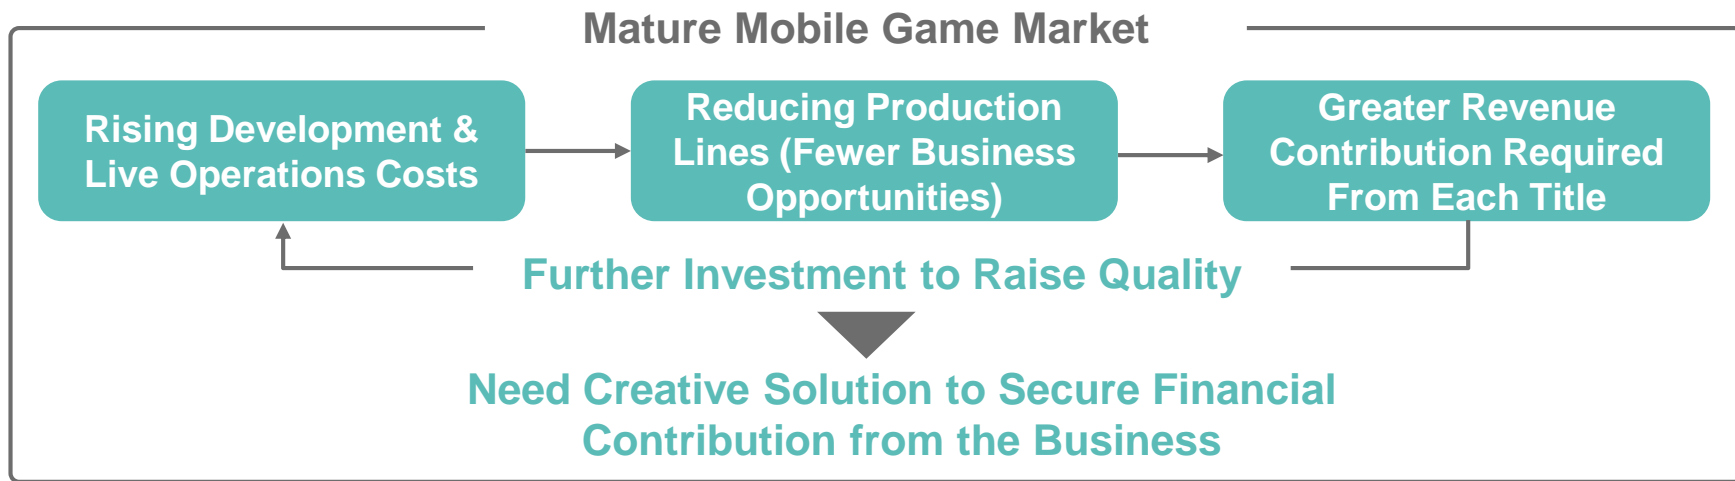 Mature Mobile Game Market
Rising Development &
Live Operations Costs
Reducing Production
Lines (Fewer Business
Opportunities)
Greater Revenue
Contribution Required
From Each Title
Further Investment to Raise Quality
Need Creative Solution to Secure Financial
Contribution from the Business